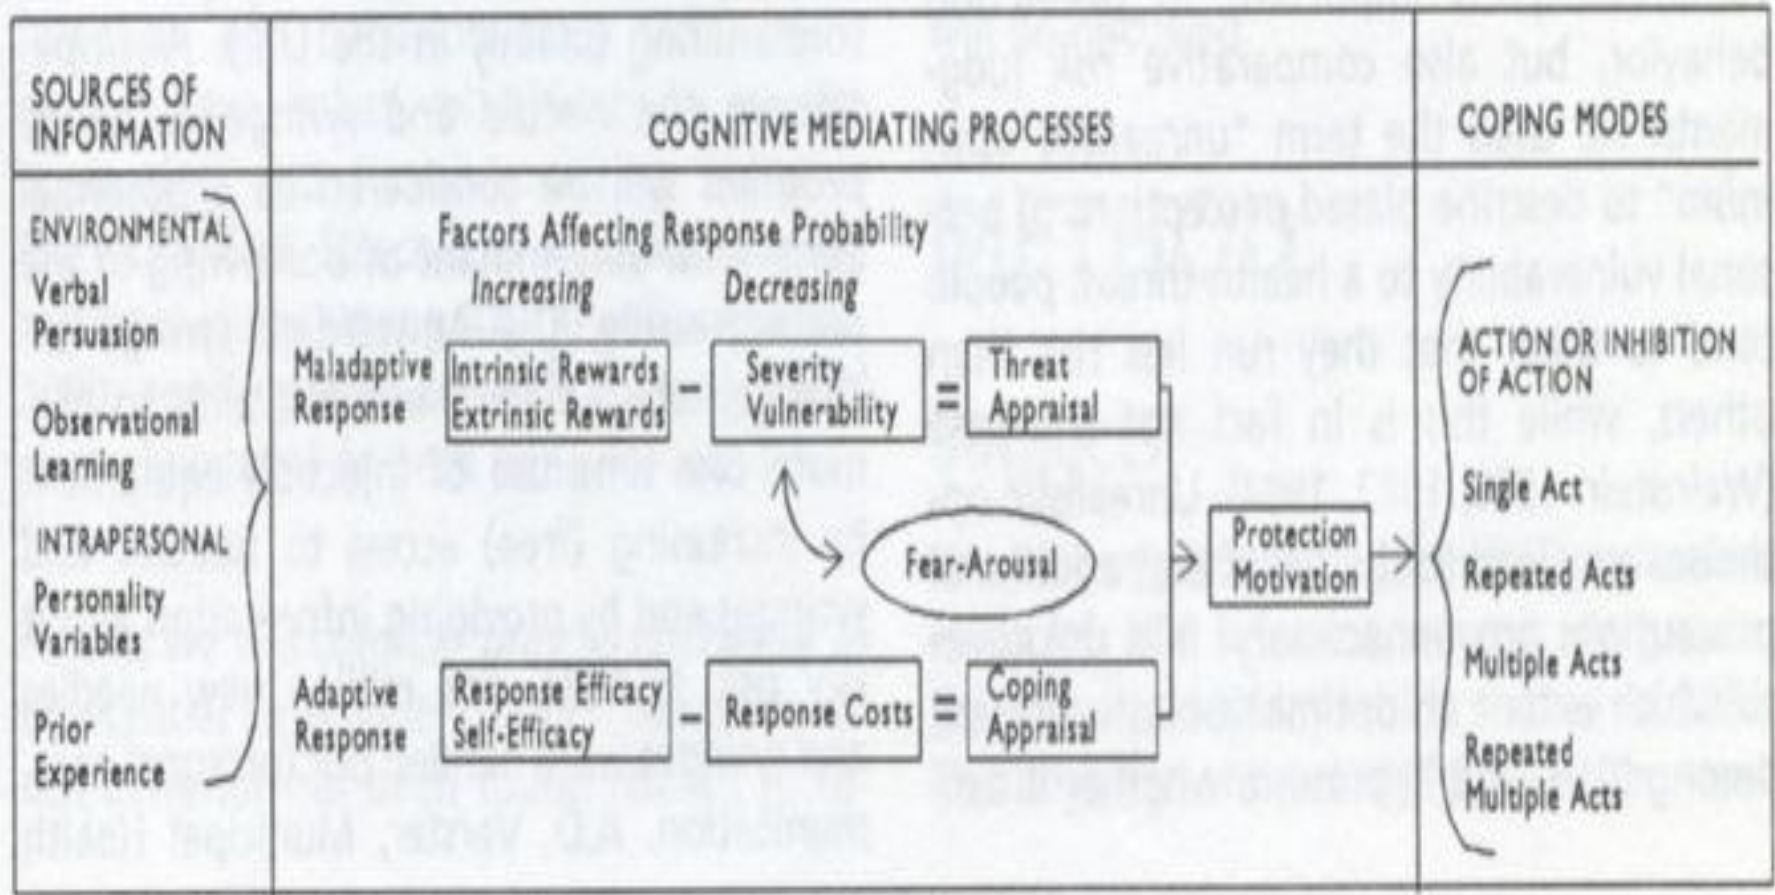 SOURCES OF
INFORMATION
COGNITIVE MEDIATING PROCESSES
COPING MODES
ENVIRONMENTAL
Verbal
Persuasion
Observational
Learning
INTRAPERSONAL
Personality
Variables
Prior
Experience
Factors Affecting Response Probability
Increasing
Decreasing
Maladaptive
Response
Intrinsic Rewards
Extrinsic Rewards
–
Severity
Vulnerability
=
Threat
Appraisal
Fear-Arousal
Adaptive
Response
Response Efficacy
Self-Efficacy
–
Response Costs
=
Coping
Appraisal
Protection
Motivation
ACTION OR INHIBITION
OF ACTION
Single Act
Repeated Acts
Multiple Acts
Repeated
Multiple Acts